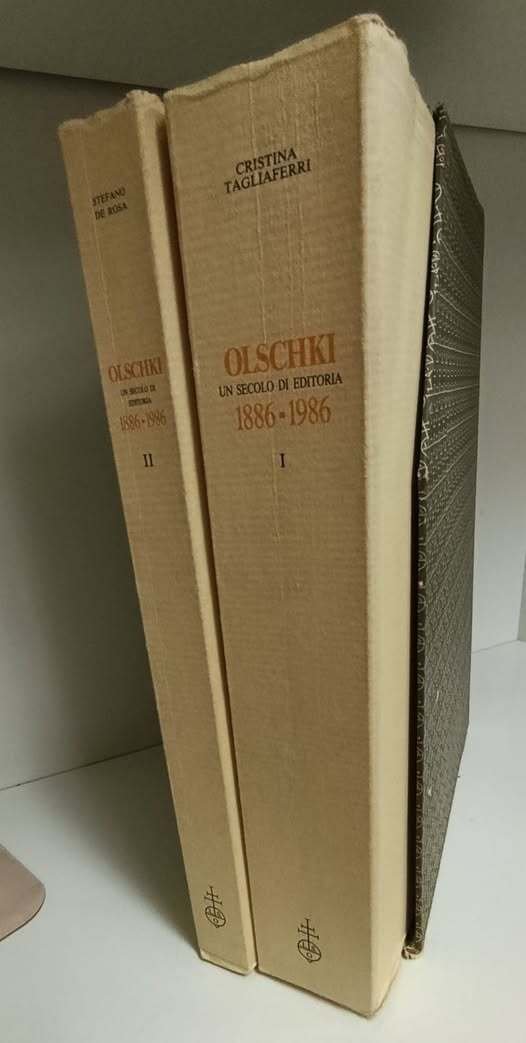 STEFANO
DE ROSA
OLSCHKI
UN SECOLO DI
EDITORIA
1886 • 1986
II
CRISTINA
TAGLIAFERRI
OLSCHKI
UN SECOLO DI EDITORIA
1886 • 1986
I